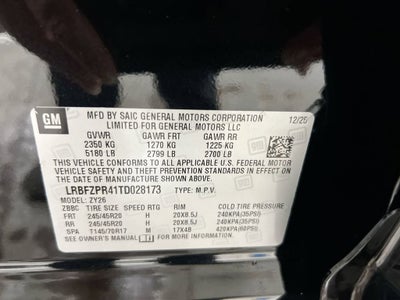 GM
MFD BY SAIC GENERAL MOTORS CORPORATION 12/25
LIMITED FOR GENERAL MOTORS LLC
GVWR GAWR FRT GAWR RR
2350 KG 1270 KG 1225 KG
5180 LB 2799 LB 2700 LB
THIS VEHICLE CONFORMS TO ALL APPLICABLE U.S. FEDERAL MOTOR
VEHICLE SAFETY AND THEFT PREVENTION STANDARDS IN EFFECT ON
THE DATE OF MANUFACTURE SHOWN ABOVE.
LRBFZPR41TD028173 TYPE: M.P.V.
MODEL: ZY26
ZBBC TIRE SIZE SPEED RTG RIM COLD TIRE PRESSURE
FRT 245/45R20 H 20X8.5J 240KPA(35PSI)
RR 245/45R20 H 20X8.5J 240KPA(35PSI)
SPA T145/70R17 M 17X4B 420KPA(60PSI)
SEE OWNER'S MANUAL FOR MORE INFORMATION.